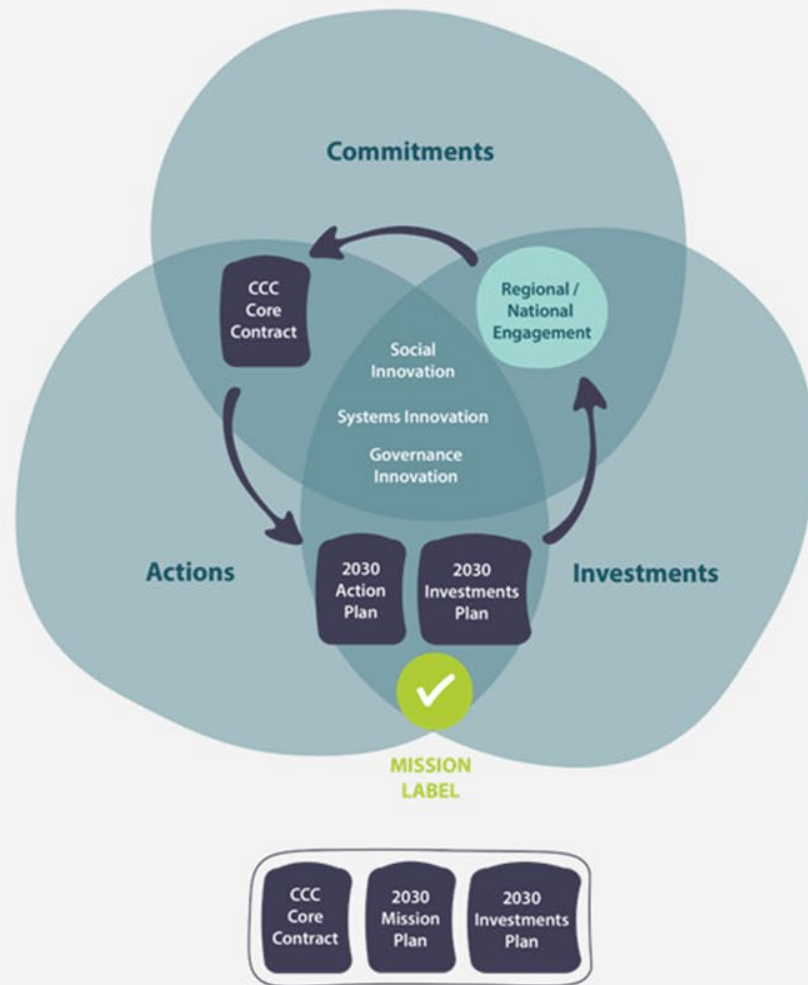 Commitments
CCC
Core
Contract
Regional /
National
Engagement
Social
Innovation
Systems Innovation
Governance
Innovation
Actions
2030
Action
Plan
2030
Investments
Plan
Investments
MISSION
LABEL
CCC
Core
Contract
2030
Mission
Plan
2030
Investments
Plan